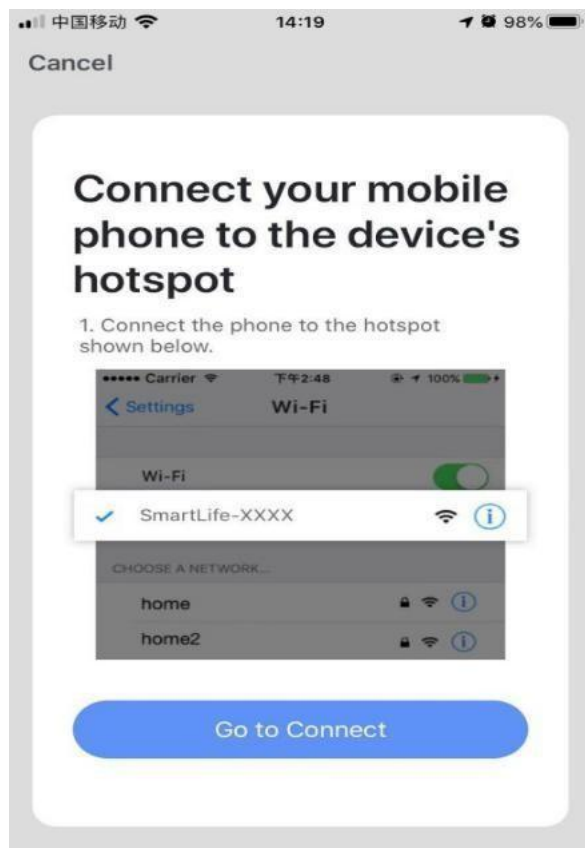 中国移动 14:19 98%
Cancel
Connect your mobile
phone to the device's
hotspot
1. Connect the phone to the hotspot
shown below.
Carrier 下午2:48 100%
Settings Wi-Fi
Wi-Fi
SmartLife-XXXX
CHOOSE A NETWORK...
home
home2
Go to Connect